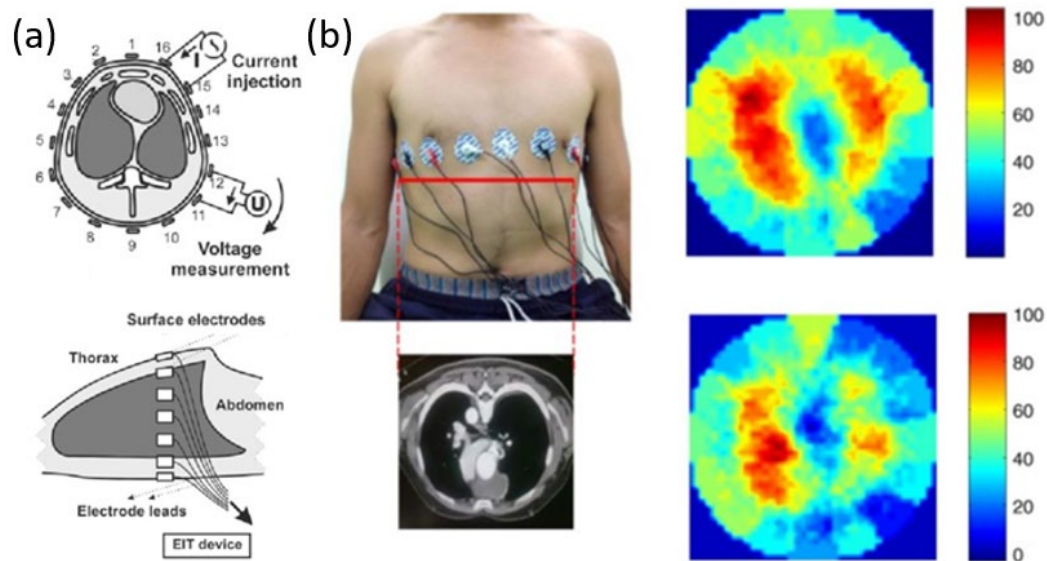 (a)
1
2
3
4
5
6
7
8
9
10
11
12
13
14
15
16
I
Current
injection
U
Voltage
measurement
Surface electrodes
Thorax
Abdomen
Electrode leads
EIT device
(b)
100
80
60
40
20
100
80
60
40
20
0